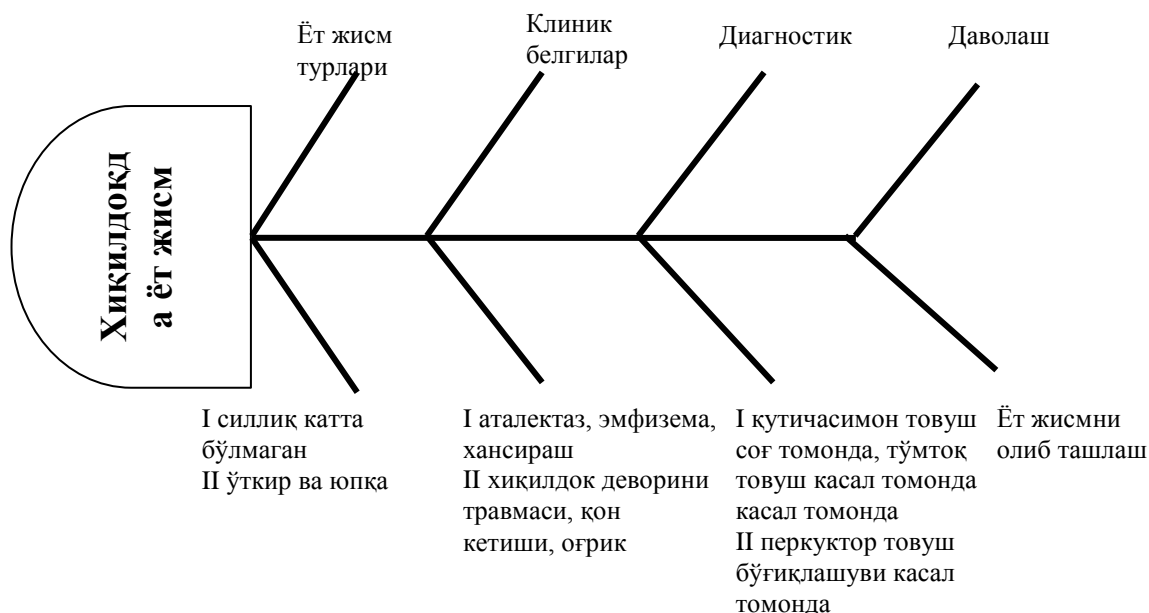 Ёт жисм
турлари
Клиник
белгилар
Диагностик
Даволаш
Хиқилдоқд
а ёт жисм
I силлиқ катта
бўлмаган
II ўткир ва юпқа
I аталектаз, эмфизема,
хансираш
II хиқилдок деворини
травмаси, қон
кетиши, оғрик
I қутичасимон товуш
соғ томонда, тўмтоқ
товуш касал томонда
касал томонда
II перкуктор товуш
бўғиқлашуви касал
томонда
Ёт жисмни
олиб ташлаш